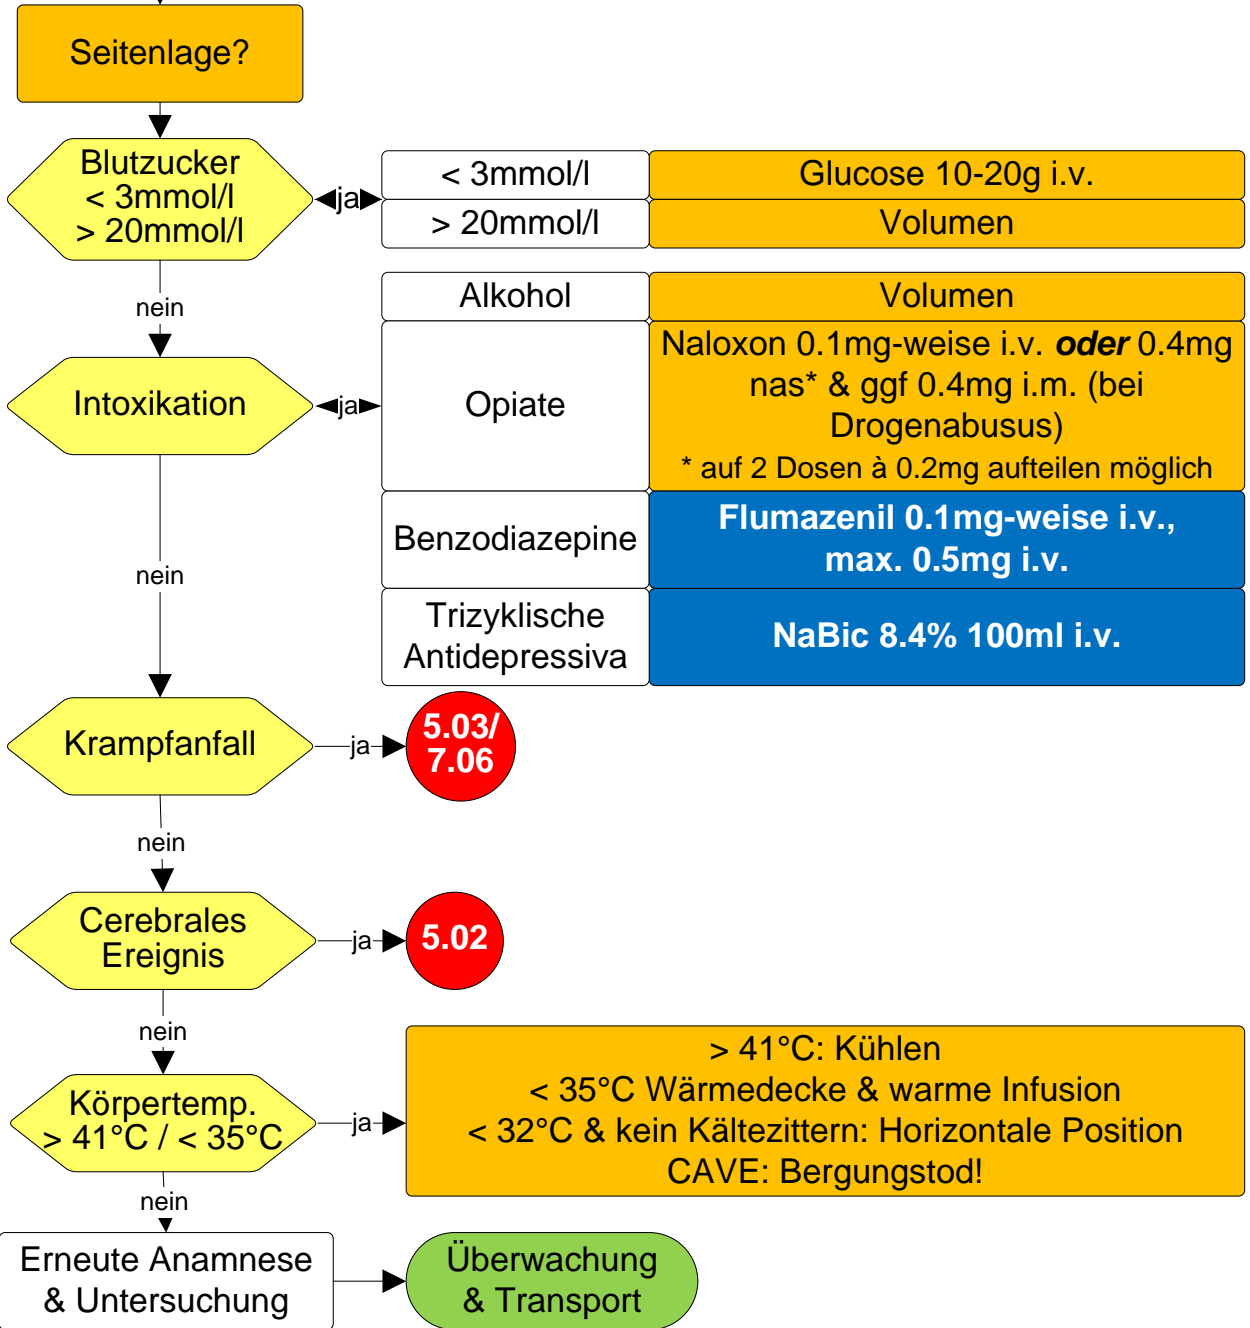 Seitenlage?
Blutzucker
< 3mmol/l
> 20mmol/l
ja
< 3mmol/l
Glucose 10-20g i.v.
> 20mmol/l
Volumen
nein
Intoxikation
ja
Alkohol
Volumen
Opiate
Naloxon 0.1mg-weise i.v. oder 0.4mg
nas* & ggf 0.4mg i.m. (bei
Drogenabusus)
* auf 2 Dosen à 0.2mg aufteilen möglich
Benzodiazepine
Flumazenil 0.1mg-weise i.v.,
max. 0.5mg i.v.
Trizyklische
Antidepressiva
NaBic 8.4% 100ml i.v.
nein
Krampfanfall
ja
5.03/
7.06
nein
Cerebrales
Ereignis
ja
5.02
nein
Körpertemp.
> 41°C / < 35°C
ja
> 41°C: Kühlen
< 35°C Wärmedecke & warme Infusion
< 32°C & kein Kältezittern: Horizontale Position
CAVE: Bergungstod!
nein
Erneute Anamnese
& Untersuchung
Überwachung
& Transport